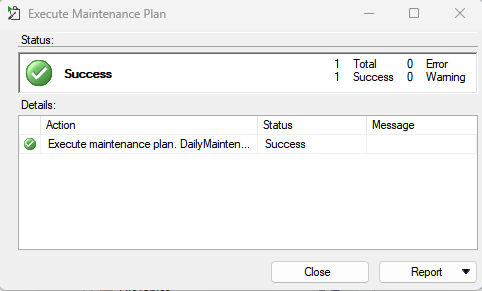 Execute Maintenance Plan
Status:
Success
1 Total 0 Error
1 Success 0 Warning
Details:
Action Status Message
Execute maintenance plan. DailyMainten... Success
Close Report